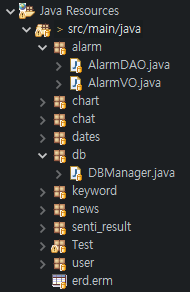 Java Resources
> src/main/java
alarm
AlarmDAO.java
AlarmVO.java
chart
chat
dates
db
DBManager.java
keyword
news
senti_result
Test
user
erd.erm